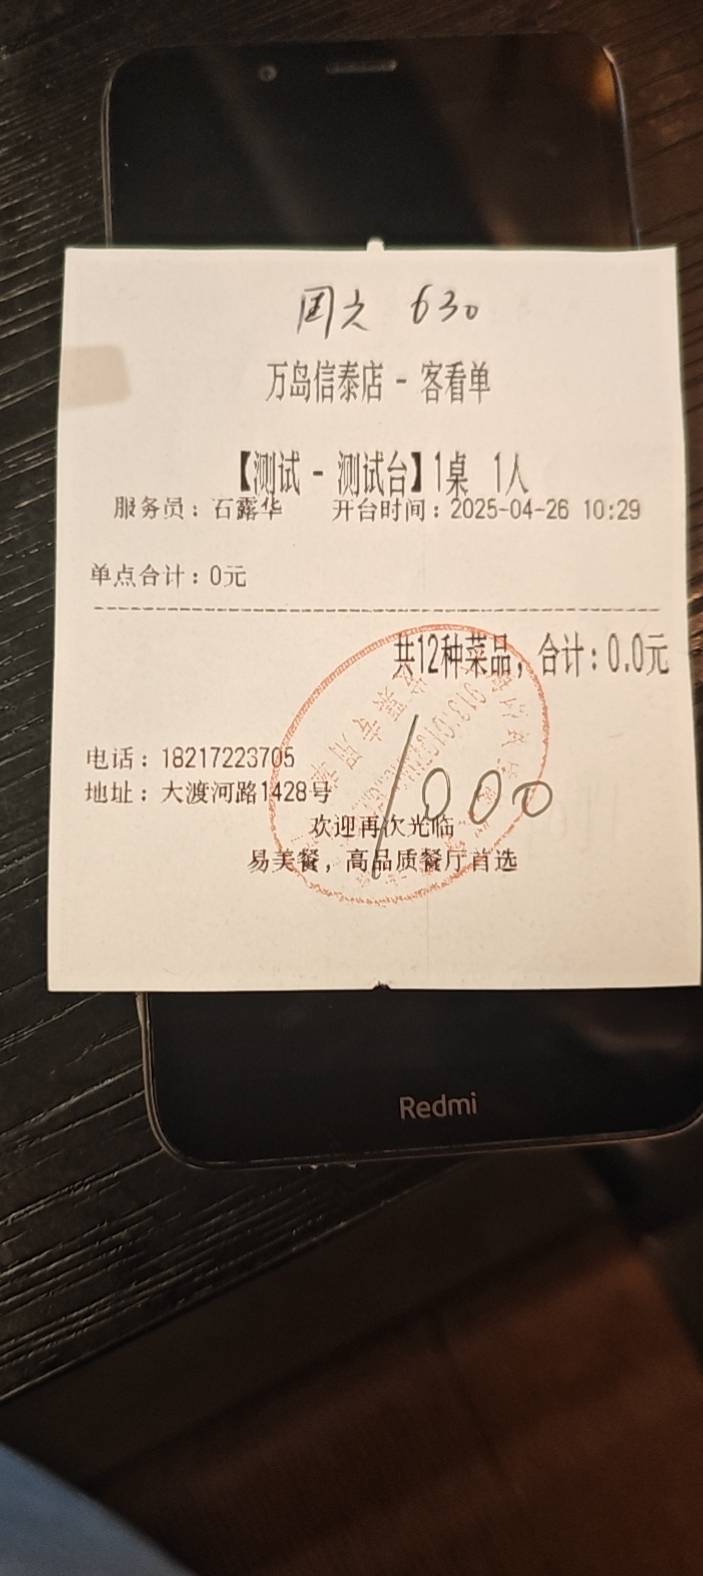 周六 630
万岛信泰店 - 客看单
【测试 - 测试台】1桌 1人
服务员：石露华 开台时间：2025-04-26 10:29
单点合计：0元
共12种菜品，合计：0.0元
电话：18217223705
地址：大渡河路1428号
1000
欢迎再次光临
易美餐，高品质餐厅首选
Redmi